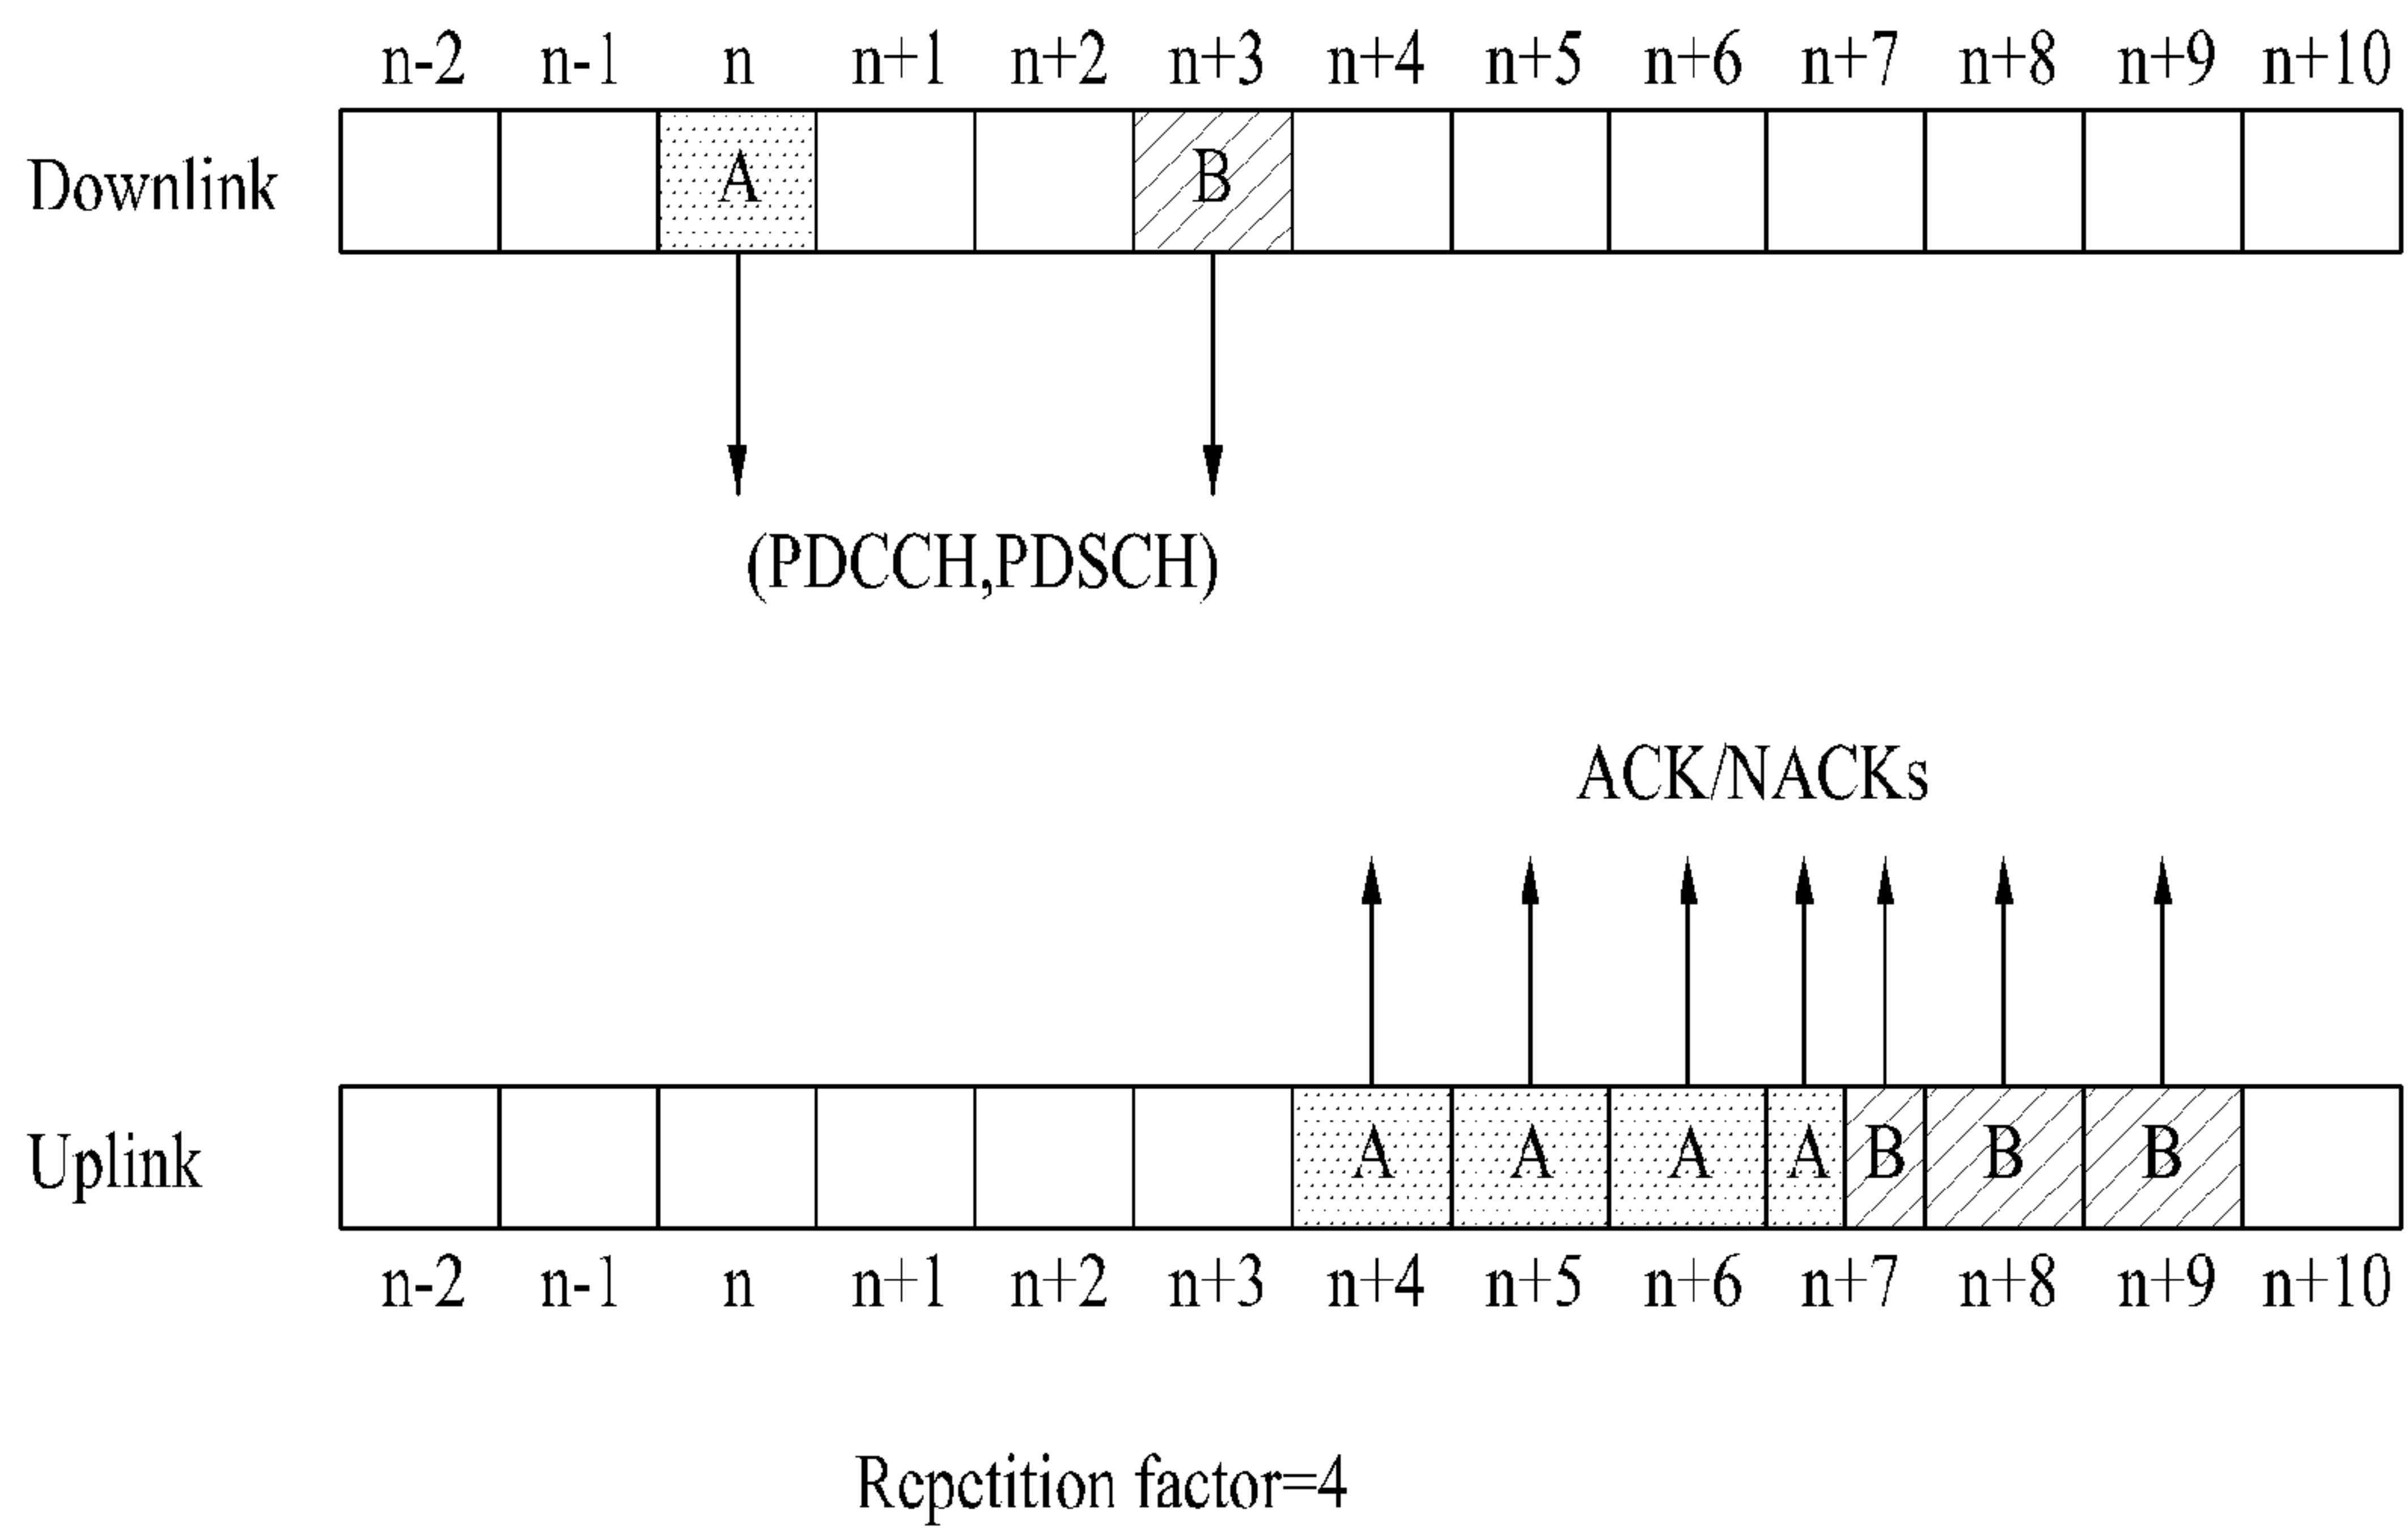 n-2 n-1 n n+1 n+2 n+3 n+4 n+5 n+6 n+7 n+8 n+9 n+10
Downlink A B
(PDCCH,PDSCH)
ACK/NACKs
Uplink A A A A B B B
n-2 n-1 n n+1 n+2 n+3 n+4 n+5 n+6 n+7 n+8 n+9 n+10
Repetition factor=4